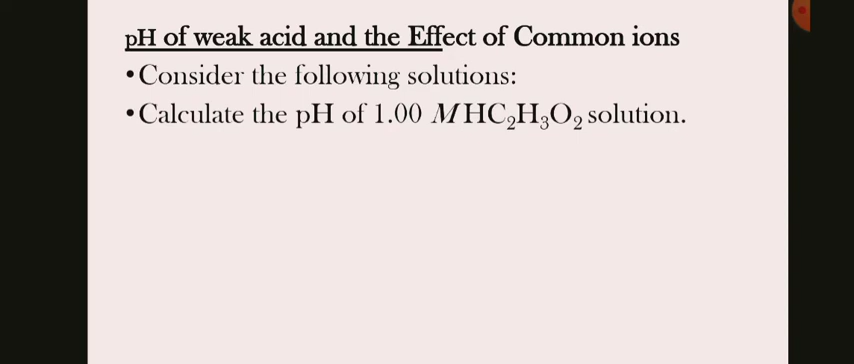 pH of weak acid and the Effect of Common ions
•Consider the following solutions:
•Calculate the pH of 1.00 M HC₂H₃O₂ solution.